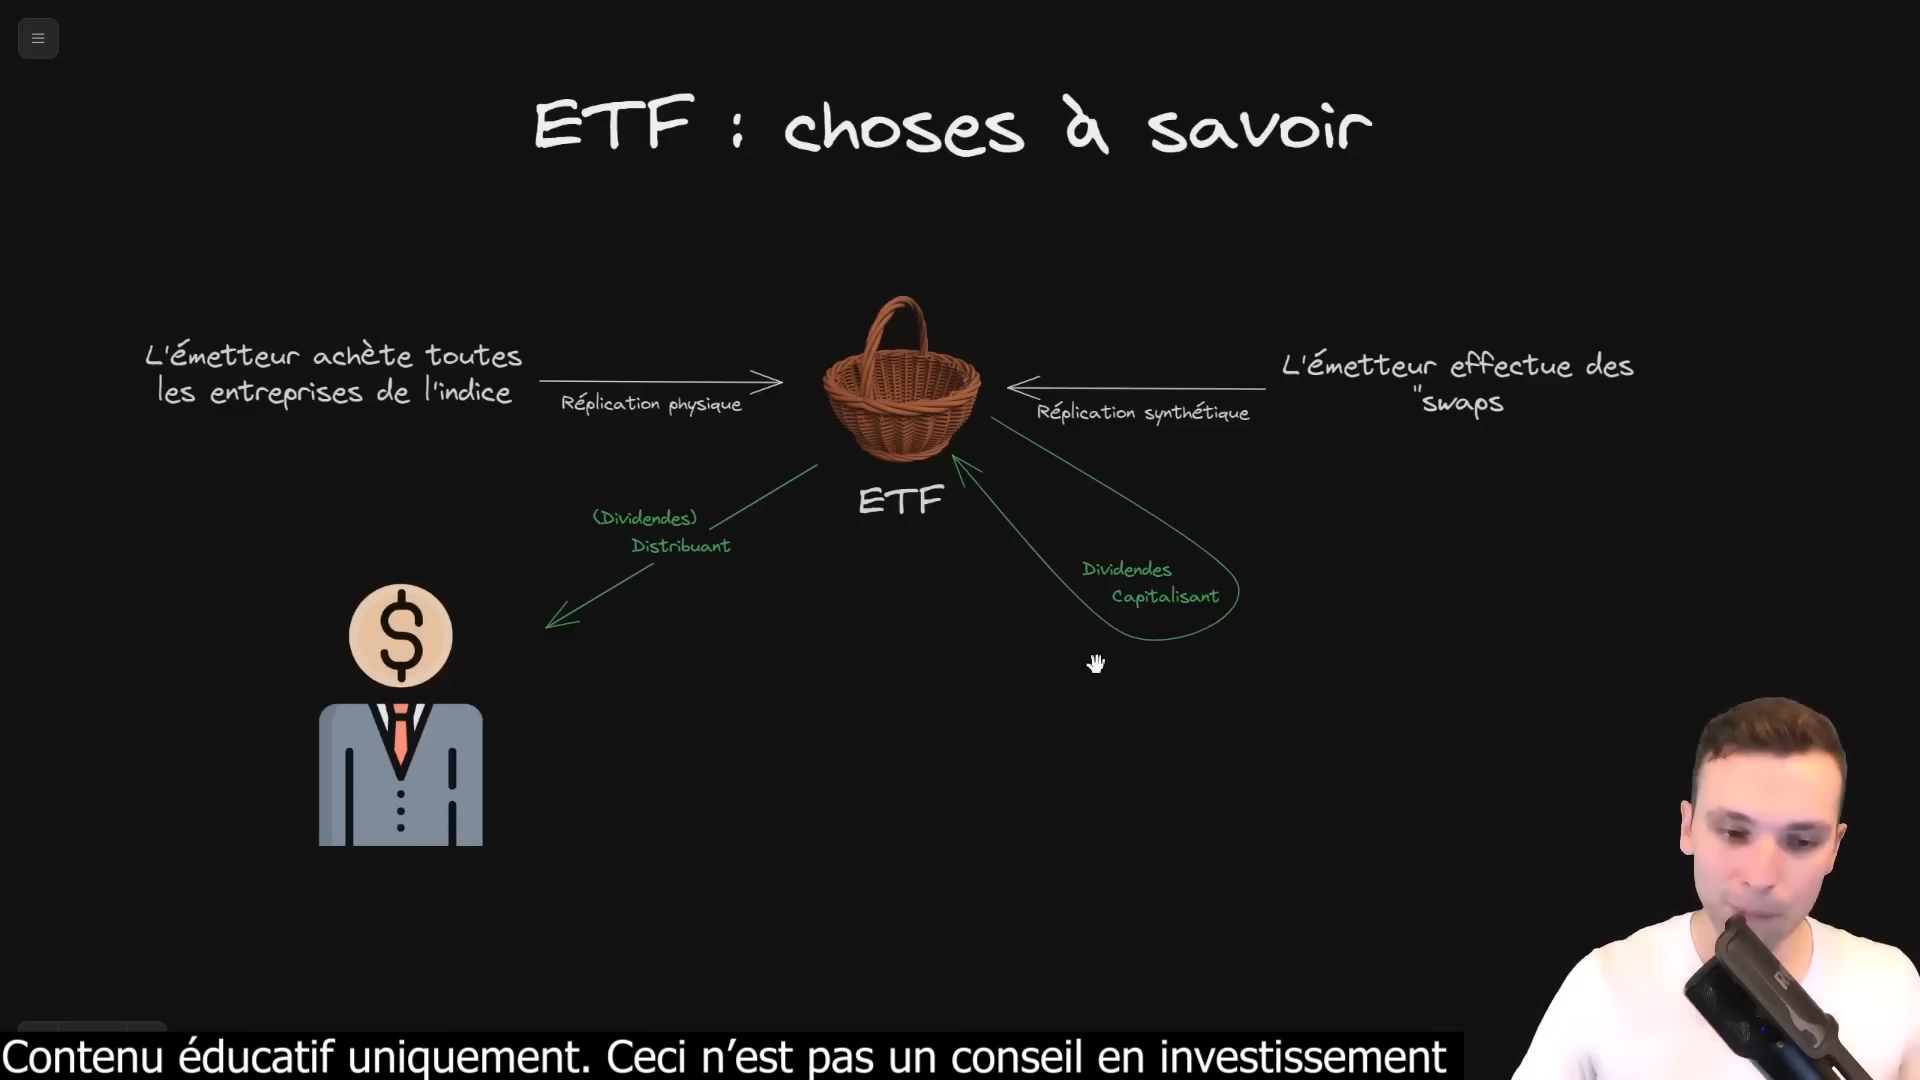 ETF : choses à savoir
L'émetteur achète toutes
les entreprises de l'indice
Réplication physique
Réplication synthétique
L'émetteur effectue des
"swaps
ETF
(Dividendes)
Distribuant
Dividendes
Capitalisant
$
Contenu éducatif uniquement. Ceci n’est pas un conseil en investissement